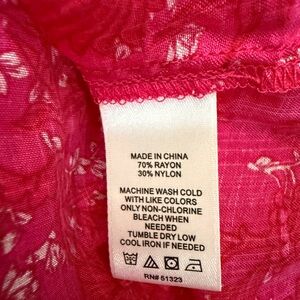 MADE IN CHINA
70% RAYON
30% NYLON
MACHINE WASH COLD
WITH LIKE COLORS
ONLY NON-CHLORINE
BLEACH WHEN
NEEDED
TUMBLE DRY LOW
COOL IRON IF NEEDED
RN# 61323